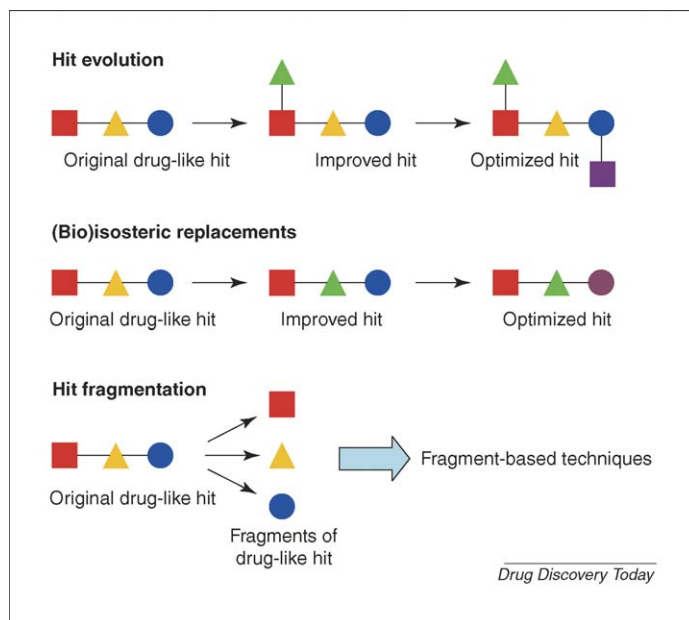 Hit evolution
Original drug-like hit
Improved hit
Optimized hit
(Bio)isosteric replacements
Original drug-like hit
Improved hit
Optimized hit
Hit fragmentation
Original drug-like hit
Fragments of
drug-like hit
Fragment-based techniques
Drug Discovery Today